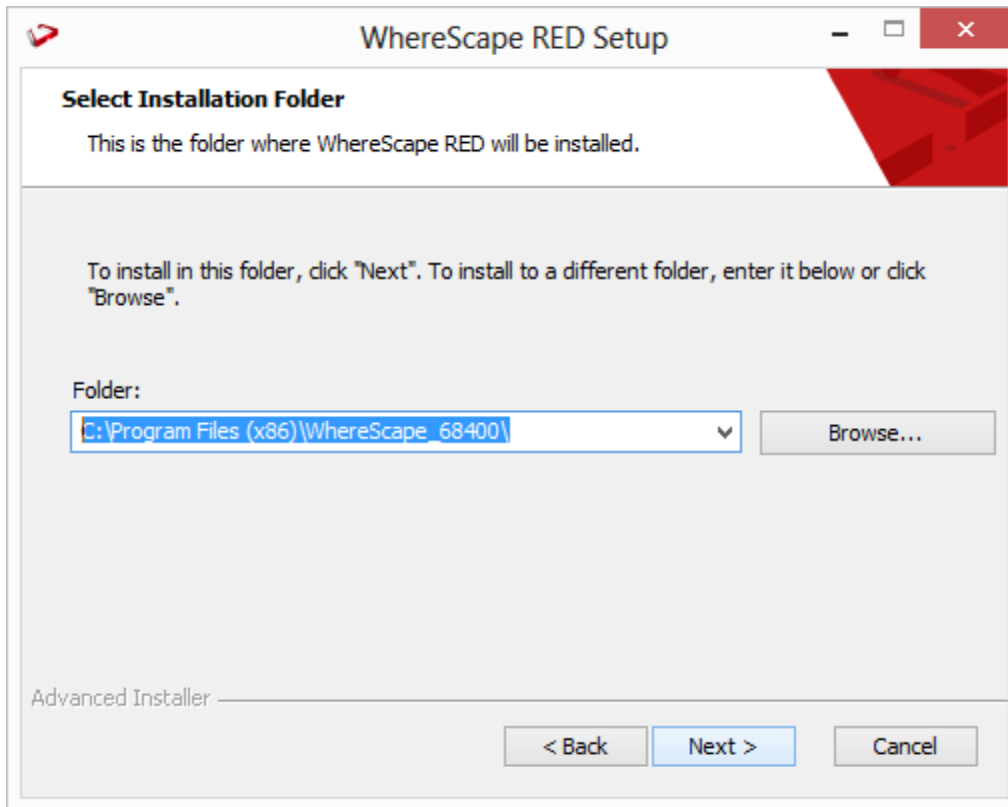 WhereScape RED Setup
Select Installation Folder
This is the folder where WhereScape RED will be installed.
To install in this folder, click "Next". To install to a different folder, enter it below or click
"Browse".
Folder:
C:\Program Files (x86)\WhereScape_68400\
Browse...
Advanced Installer
< Back
Next >
Cancel